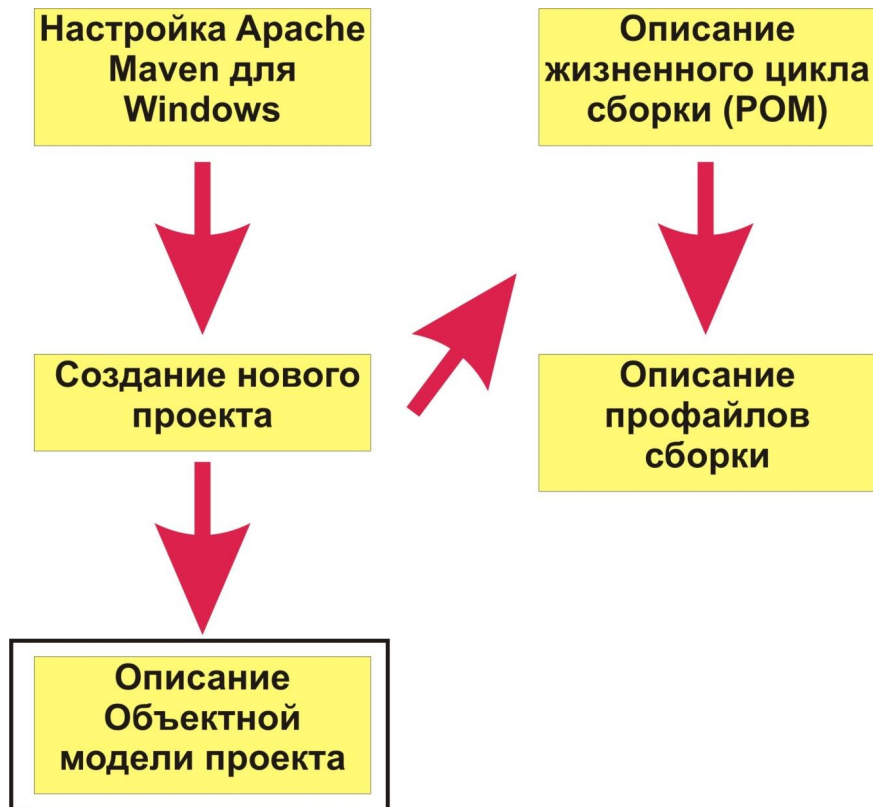 Настройка Apache
Maven для
Windows
Создание нового
проекта
Описание
Объектной
модели проекта
Описание
жизненного цикла
сборки (POM)
Описание
профайлов
сборки